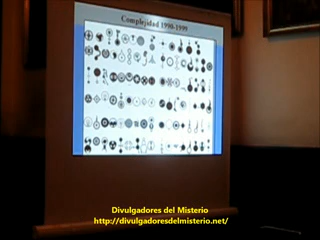 Complejidad 1990-1999
Divulgadores del Misterio
http://divulgadoresdelmisterio.net/